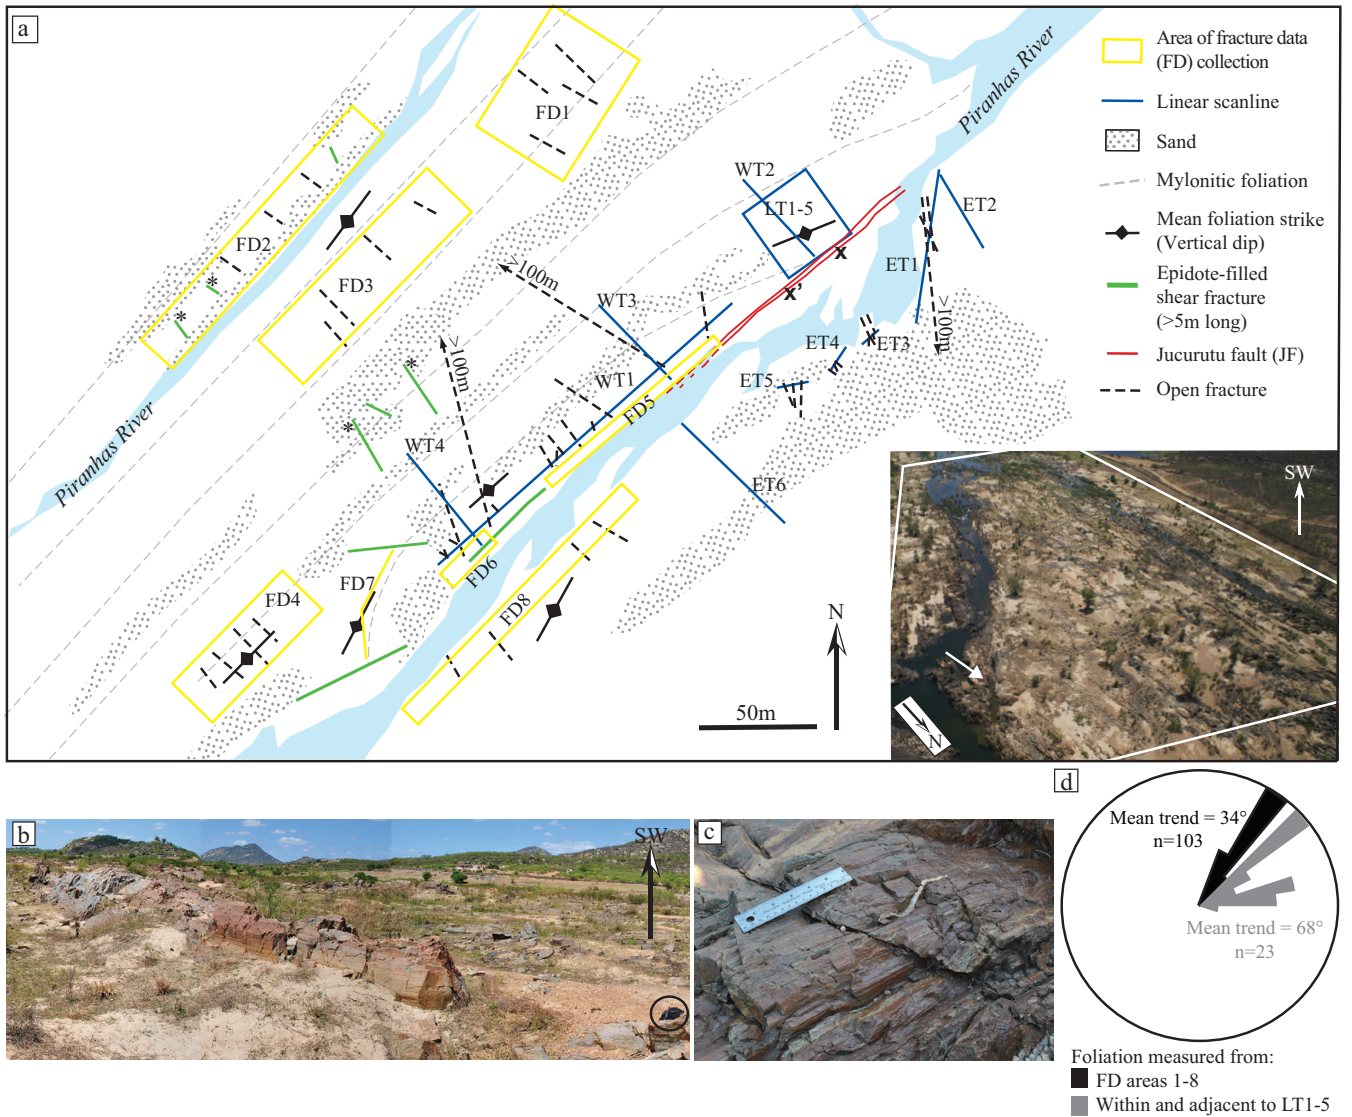 a
Piranhas River
Area of fracture data
(FD) collection
Linear scanline
Sand
Mylonitic foliation
Mean foliation strike
(Vertical dip)
Epidote-filled
shear fracture
(>5m long)
Jucurutu fault (JF)
Open fracture
FD1
WT2
LT1-5
ET2
FD2
*
*
FD3
>100m
x
x'
ET1
>100m
WT3
ET4
ET3
ET5
WT1
FD5
>100m
*
*
WT4
ET6
Piranhas River
FD6
FD7
FD4
FD8
N
50m
SW
N
b
SW
c
d
Mean trend = 34°
n=103
Mean trend = 68°
n=23
Foliation measured from:
FD areas 1-8
Within and adjacent to LT1-5